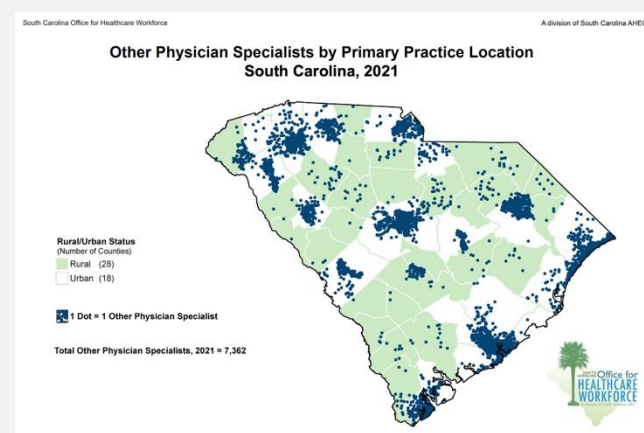 South Carolina Office for Healthcare Workforce
A division of South Carolina AHEC
Other Physician Specialists by Primary Practice Location
South Carolina, 2021
Rural/Urban Status
(Number of Counties)
Rural (28)
Urban (18)
1 Dot = 1 Other Physician Specialist
Total Other Physician Specialists, 2021 = 7,362
SOUTH CAROLINA
Office for
HEALTHCARE
WORKFORCE